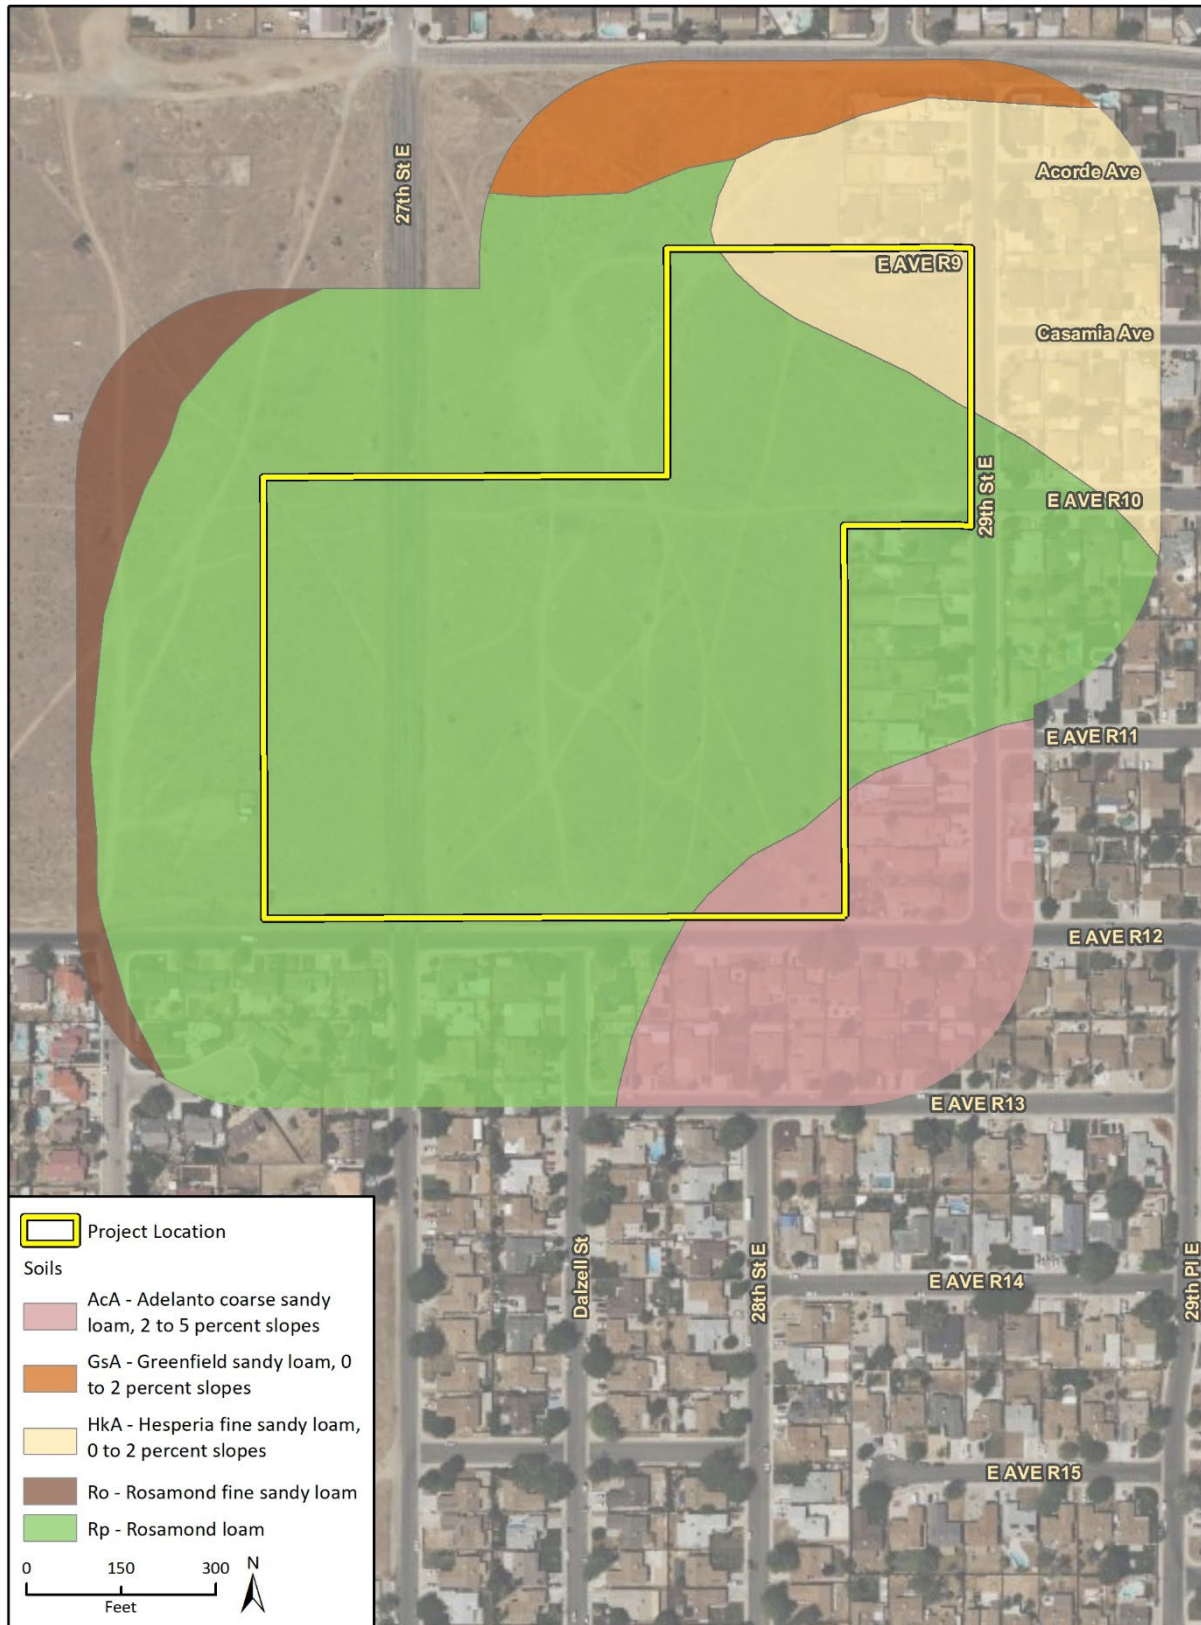 27th St E
Acorde Ave
E AVE R9
Casamia Ave
29th St E
E AVE R10
E AVE R11
E AVE R12
E AVE R13
Dalzell St
28th St E
E AVE R14
29th Pl E
E AVE R15
Project Location
Soils
AcA - Adelanto coarse sandy
loam, 2 to 5 percent slopes
GsA - Greenfield sandy loam, 0
to 2 percent slopes
HkA - Hesperia fine sandy loam,
0 to 2 percent slopes
Ro - Rosamond fine sandy loam
Rp - Rosamond loam
0 150 300 N
Feet